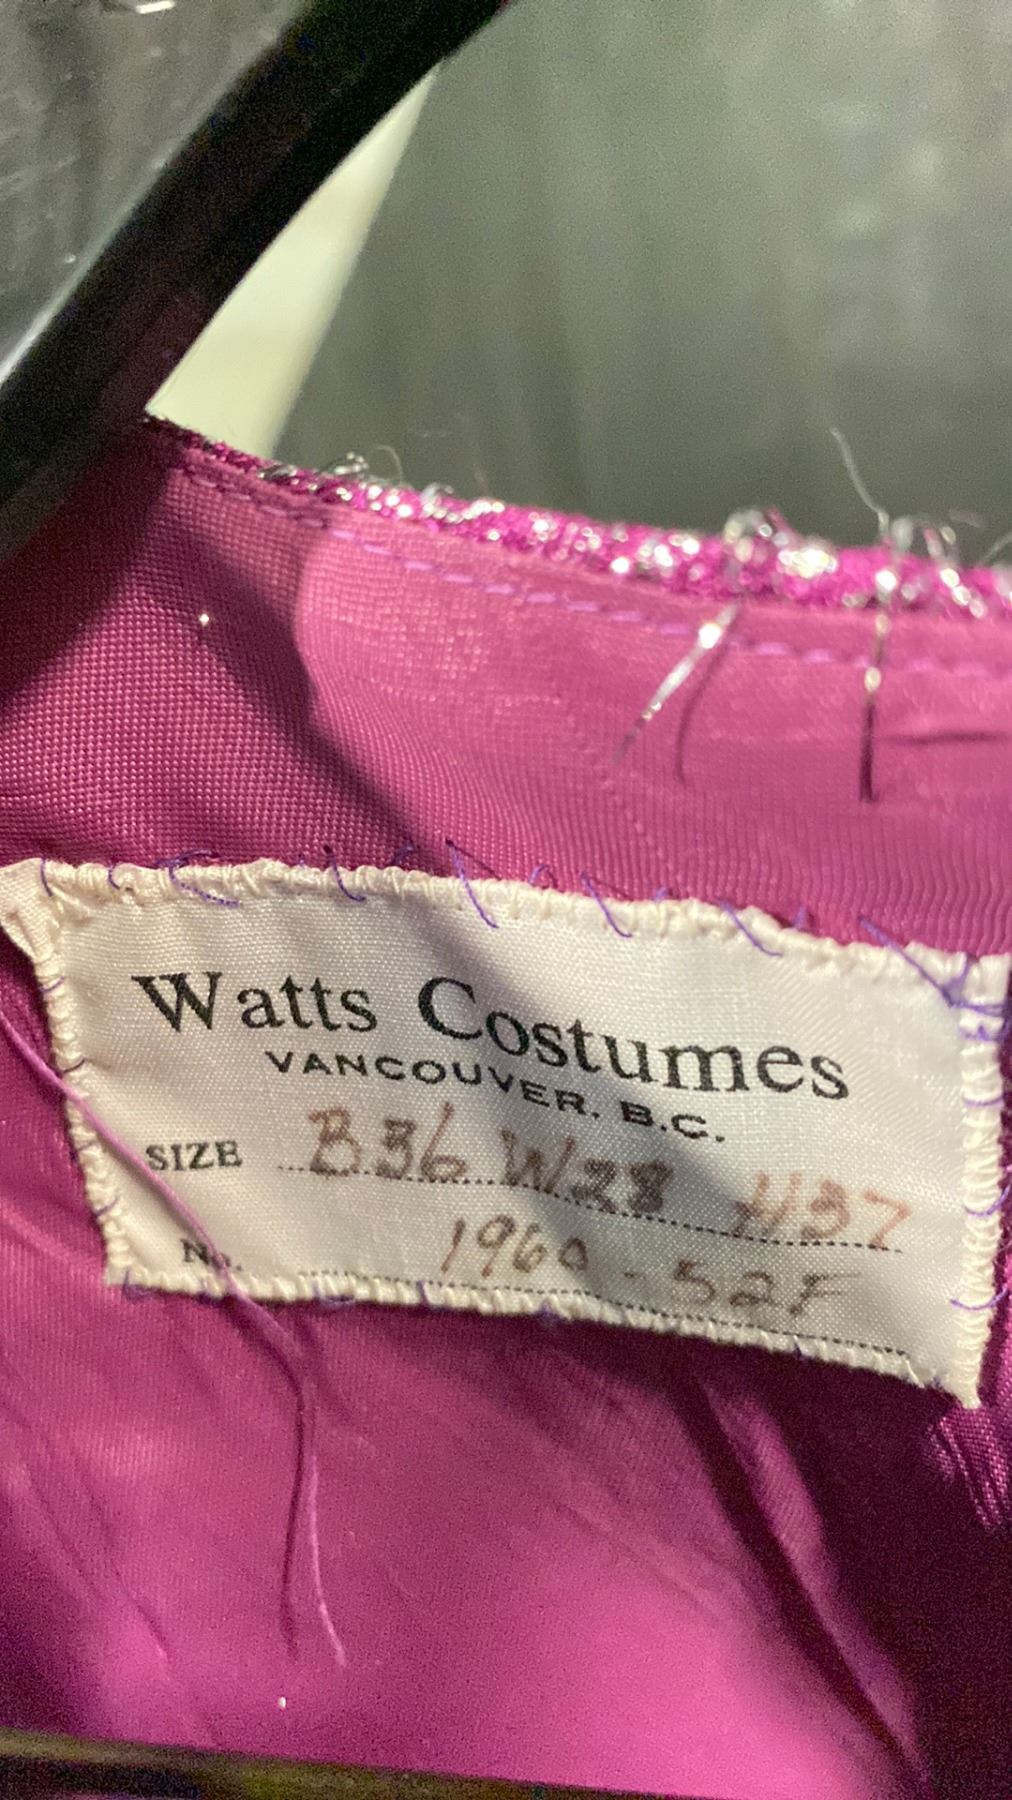 Watts Costumes
VANCOUVER. B.C.
SIZE B36 W28 H37
No. 1960-52F